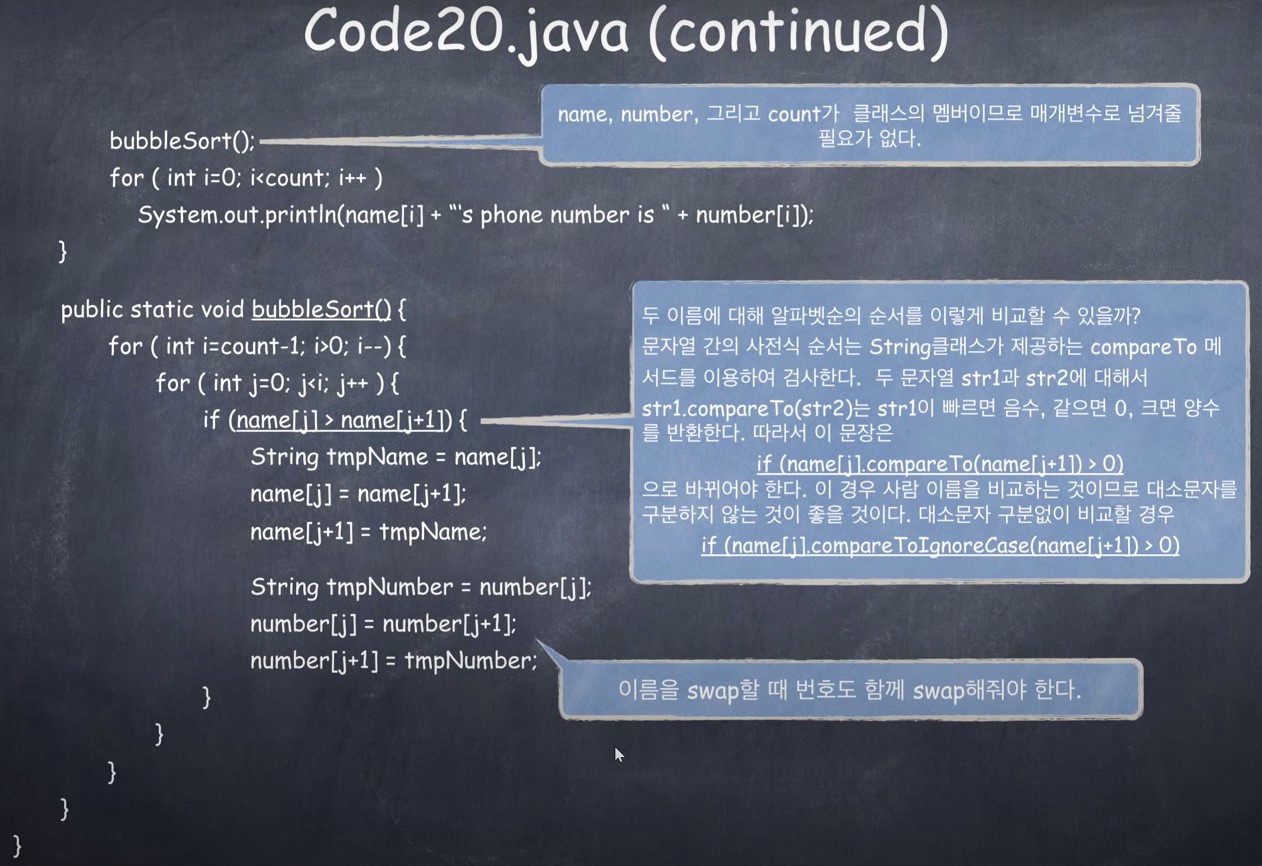 Code20.java (continued)
name, number, 그리고 count가 클래스의 멤버이므로 매개변수로 넘겨줄
필요가 없다.
bubbleSort();
for ( int i=0; i<count; i++ )
System.out.println(name[i] + “‘s phone number is “ + number[i]);
}
public static void bubbleSort() {
for ( int i=count-1; i>0; i--) {
for ( int j=0; j<i; j++ ) {
if (name[j] > name[j+1]) {
String tmpName = name[j];
name[j] = name[j+1];
name[j+1] = tmpName;
String tmpNumber = number[j];
number[j] = number[j+1];
number[j+1] = tmpNumber;
}
}
}
}
}
두 이름에 대해 알파벳순의 순서를 이렇게 비교할 수 있을까?
문자열 간의 사전식 순서는 String클래스가 제공하는 compareTo 메
서드를 이용하여 검사한다. 두 문자열 str1과 str2에 대해서
str1.compareTo(str2)는 str1이 빠르면 음수, 같으면 0, 크면 양수
를 반환한다. 따라서 이 문장은
if (name[j].compareTo(name[j+1]) > 0)
으로 바뀌어야 한다. 이 경우 사람 이름을 비교하는 것이므로 대소문자를
구분하지 않는 것이 좋을 것이다. 대소문자 구분없이 비교할 경우
if (name[j].compareToIgnoreCase(name[j+1]) > 0)
이름을 swap할 때 번호도 함께 swap해줘야 한다.